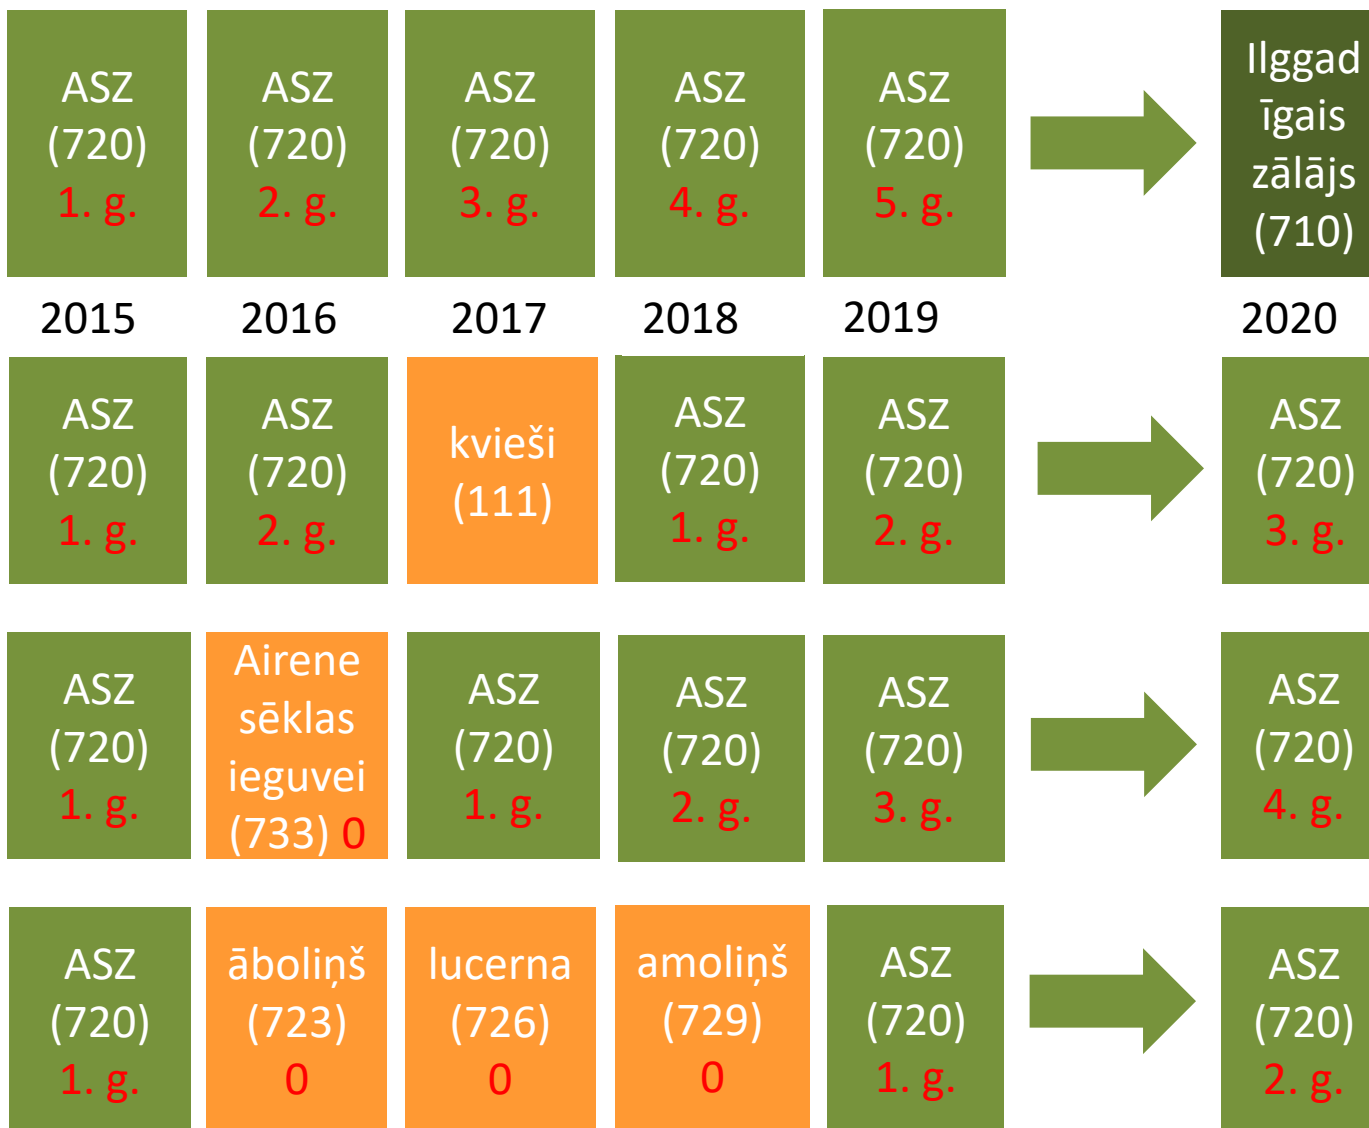 ASZ
(720)
1. g.
ASZ
(720)
2. g.
ASZ
(720)
3. g.
ASZ
(720)
4. g.
ASZ
(720)
5. g.
Ilggad
īgais
zālājs
(710)
2015
2016
2017
2018
2019
2020
ASZ
(720)
1. g.
ASZ
(720)
2. g.
kvieši
(111)
ASZ
(720)
1. g.
ASZ
(720)
2. g.
ASZ
(720)
3. g.
ASZ
(720)
1. g.
Airene
sēklas
ieguvei
(733) 0
ASZ
(720)
1. g.
ASZ
(720)
2. g.
ASZ
(720)
3. g.
ASZ
(720)
4. g.
ASZ
(720)
1. g.
āboliņš
(723)
0
lucerna
(726)
0
amoliņš
(729)
0
ASZ
(720)
1. g.
ASZ
(720)
2. g.